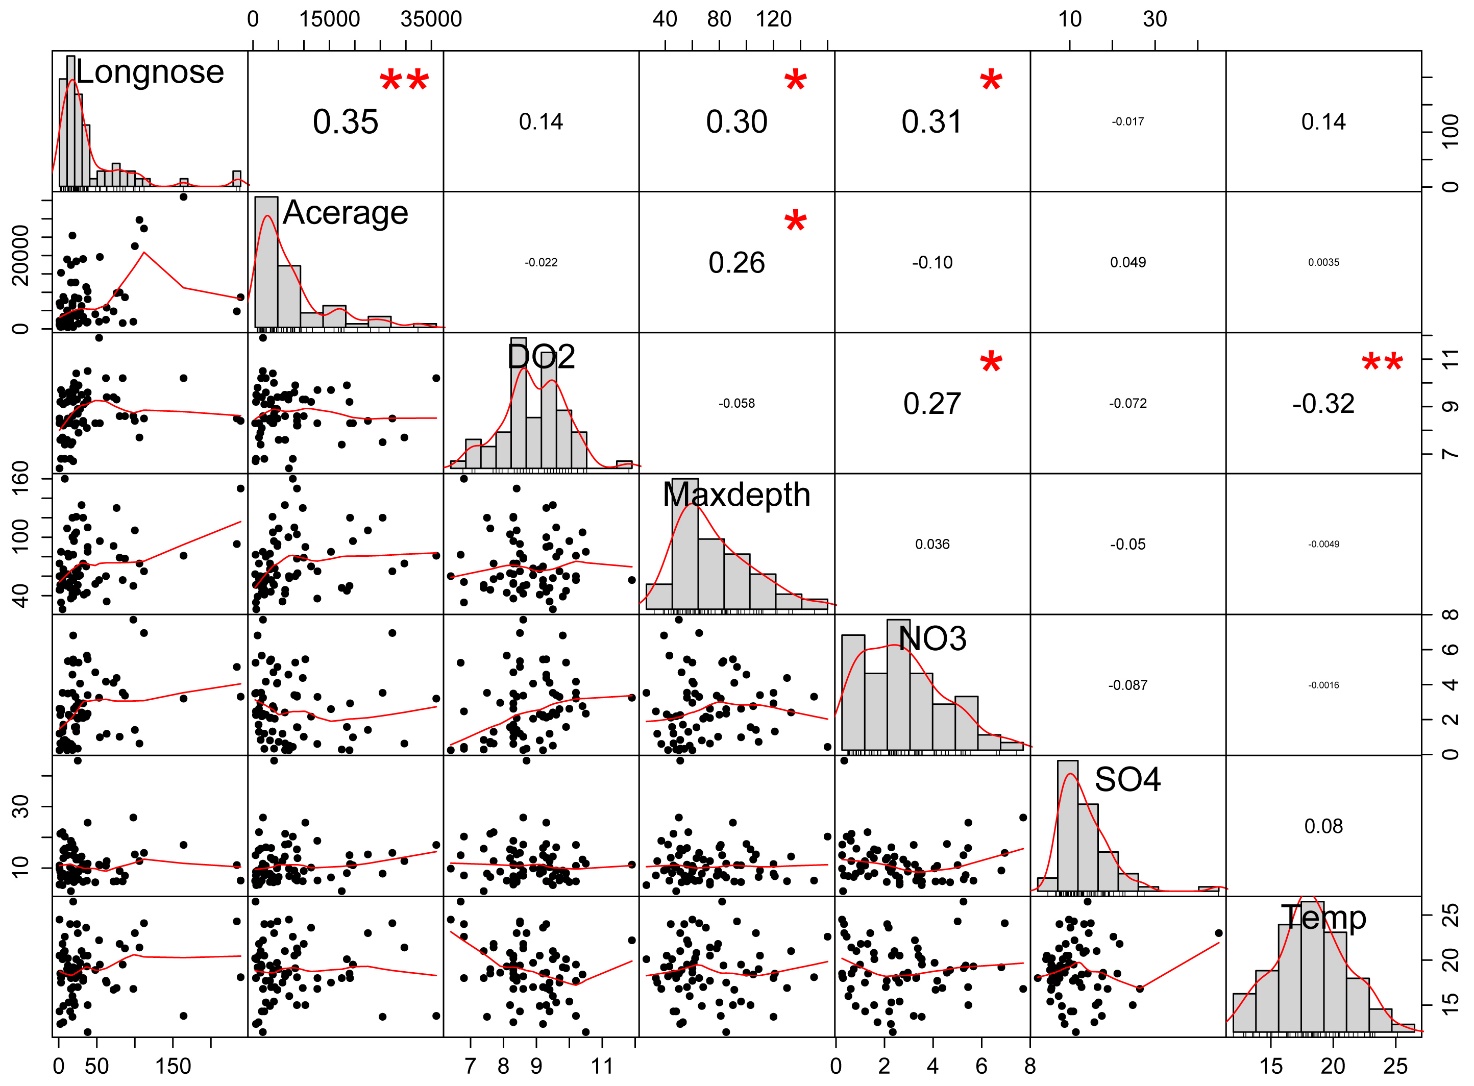 0 15000 35000 40 80 120 10 30
Longnose ** 0.35 0.14 * 0.30 * 0.31 -0.017 0.14 0 100
0 20000 Acerage -0.022 * 0.26 -0.10 0.049 0.0035
DO2 -0.058 * 0.27 -0.072 ** -0.32 7 9 11
40 100 160 Maxdepth 0.036 -0.05 -0.0049
NO3 -0.087 -0.0016 0 2 4 6 8
10 30 SO4 0.08
Temp 15 20 25
0 50 150 7 8 9 11 0 2 4 6 8 15 20 25